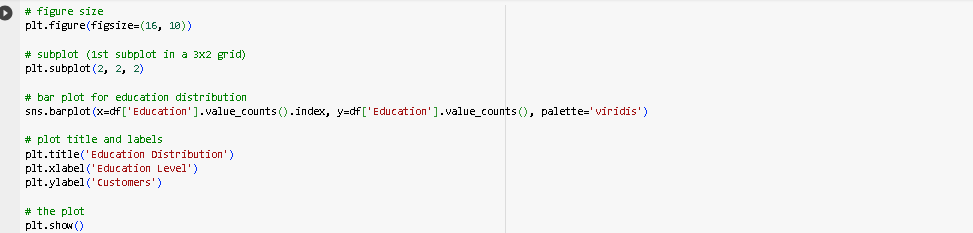 # figure size
plt.figure(figsize=(16, 10))
# subplot (1st subplot in a 3x2 grid)
plt.subplot(2, 2, 2)
# bar plot for education distribution
sns.barplot(x=df['Education'].value_counts().index, y=df['Education'].value_counts(), palette='viridis')
# plot title and labels
plt.title('Education Distribution')
plt.xlabel('Education Level')
plt.ylabel('Customers')
# the plot
plt.show()